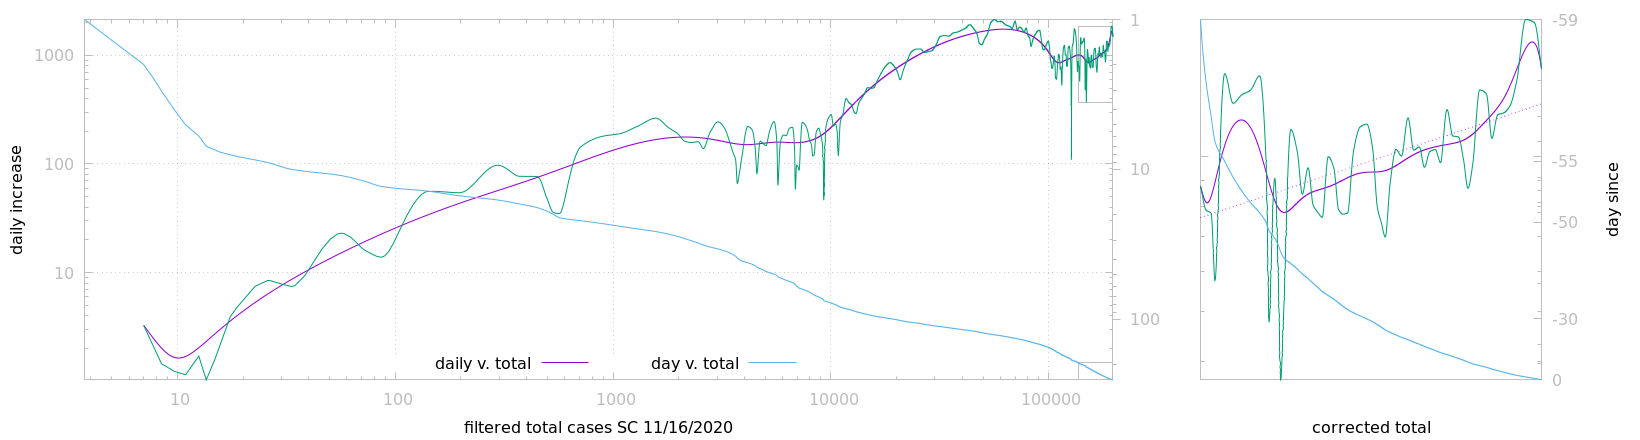 daily increase
1000
100
10
10
100
1000
10000
100000
filtered total cases SC 11/16/2020
daily v. total
day v. total
1
10
100
-59
-55
-50
-30
0
day since
corrected total